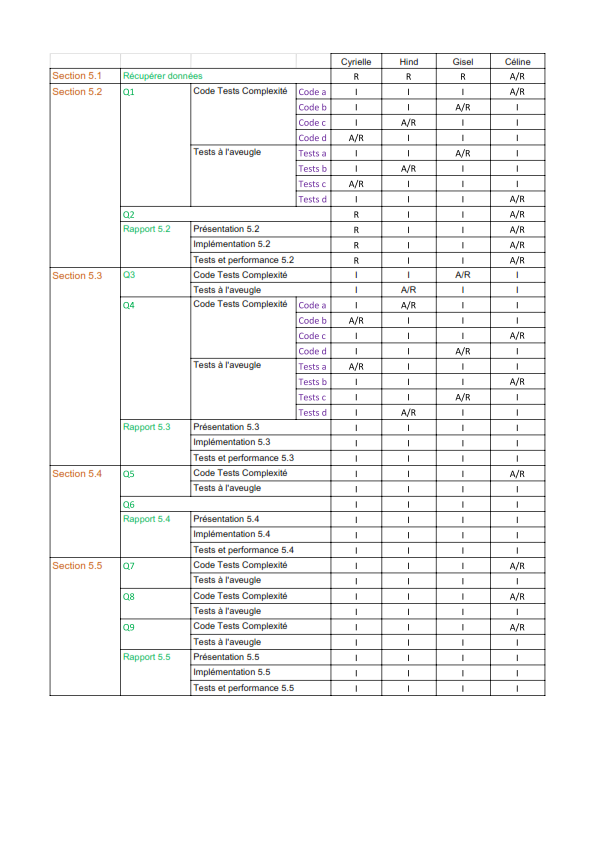 Cyrielle Hind Gisel Céline
Section 5.1 Récupérer données R R R A/R
Section 5.2 Q1 Code Tests Complexité Code a I I I A/R
Code b I I A/R I
Code c I A/R I I
Code d A/R I I I
Tests à l'aveugle Tests a I I A/R I
Tests b I A/R I I
Tests c A/R I I I
Tests d I I I A/R
Q2 R I I A/R
Rapport 5.2 Présentation 5.2 R I I A/R
Implémentation 5.2 R I I A/R
Tests et performance 5.2 R I I A/R
Section 5.3 Q3 Code Tests Complexité I I A/R I
Tests à l'aveugle I A/R I I
Q4 Code Tests Complexité Code a I A/R I I
Code b A/R I I I
Code c I I I A/R
Code d I I A/R I
Tests à l'aveugle Tests a A/R I I I
Tests b I I I A/R
Tests c I I A/R I
Tests d I A/R I I
Rapport 5.3 Présentation 5.3 I I I I
Implémentation 5.3 I I I I
Tests et performance 5.3 I I I I
Section 5.4 Q5 Code Tests Complexité I I I A/R
Tests à l'aveugle I I I I
Q6 I I I I
Rapport 5.4 Présentation 5.4 I I I I
Implémentation 5.4 I I I I
Tests et performance 5.4 I I I I
Section 5.5 Q7 Code Tests Complexité I I I A/R
Tests à l'aveugle I I I I
Q8 Code Tests Complexité I I I A/R
Tests à l'aveugle I I I I
Q9 Code Tests Complexité I I I A/R
Tests à l'aveugle I I I I
Rapport 5.5 Présentation 5.5 I I I I
Implémentation 5.5 I I I I
Tests et performance 5.5 I I I I